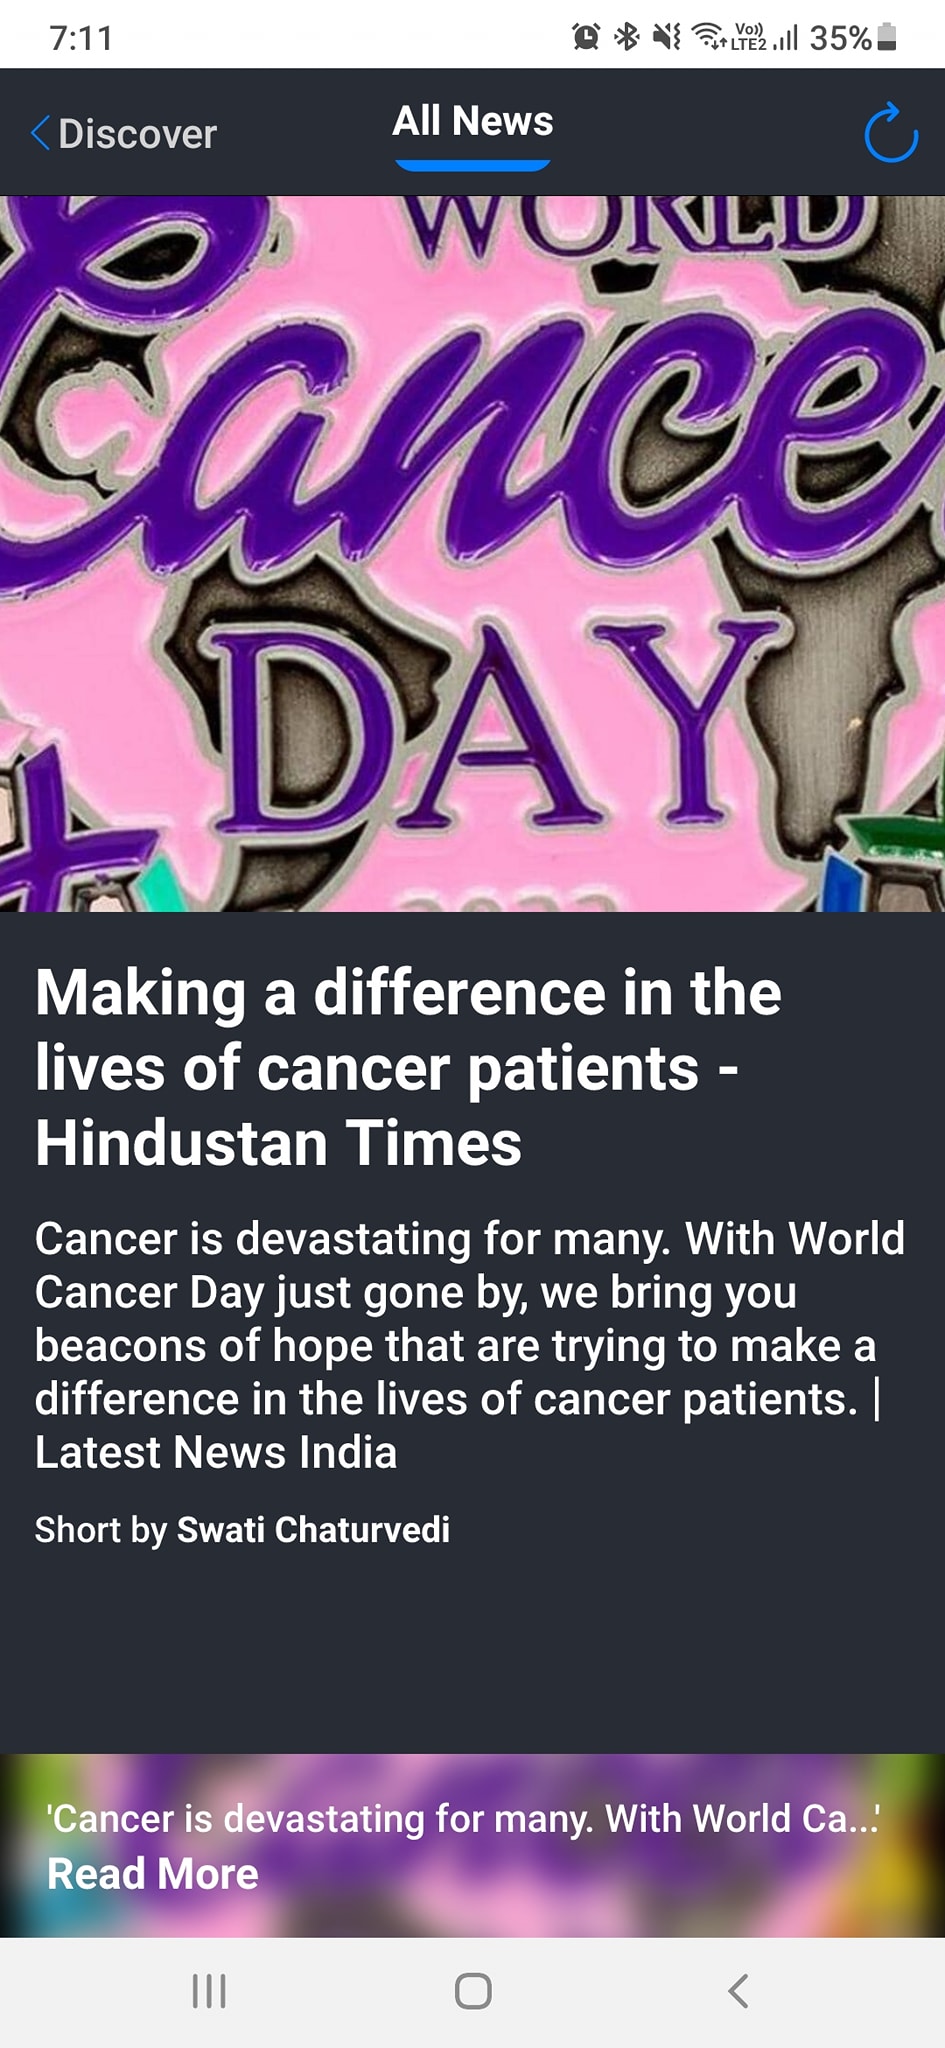 7:11
Vo)) LTE2 35%
Discover
All News
WORLD
Cance
DAY
Making a difference in the
lives of cancer patients -
Hindustan Times
Cancer is devastating for many. With World
Cancer Day just gone by, we bring you
beacons of hope that are trying to make a
difference in the lives of cancer patients. |
Latest News India
Short by Swati Chaturvedi
'Cancer is devastating for many. With World Ca...'
Read More